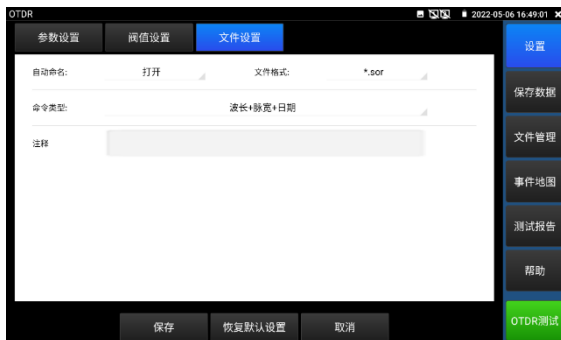 OTDR
2022-05-06 16:49:01
参数设置
阀值设置
文件设置
自动命名:
打开
文件格式:
*.sor
命令类型:
波长+脉宽+日期
注释
保存
恢复默认设置
取消
设置
保存数据
文件管理
事件地图
测试报告
帮助
OTDR测试